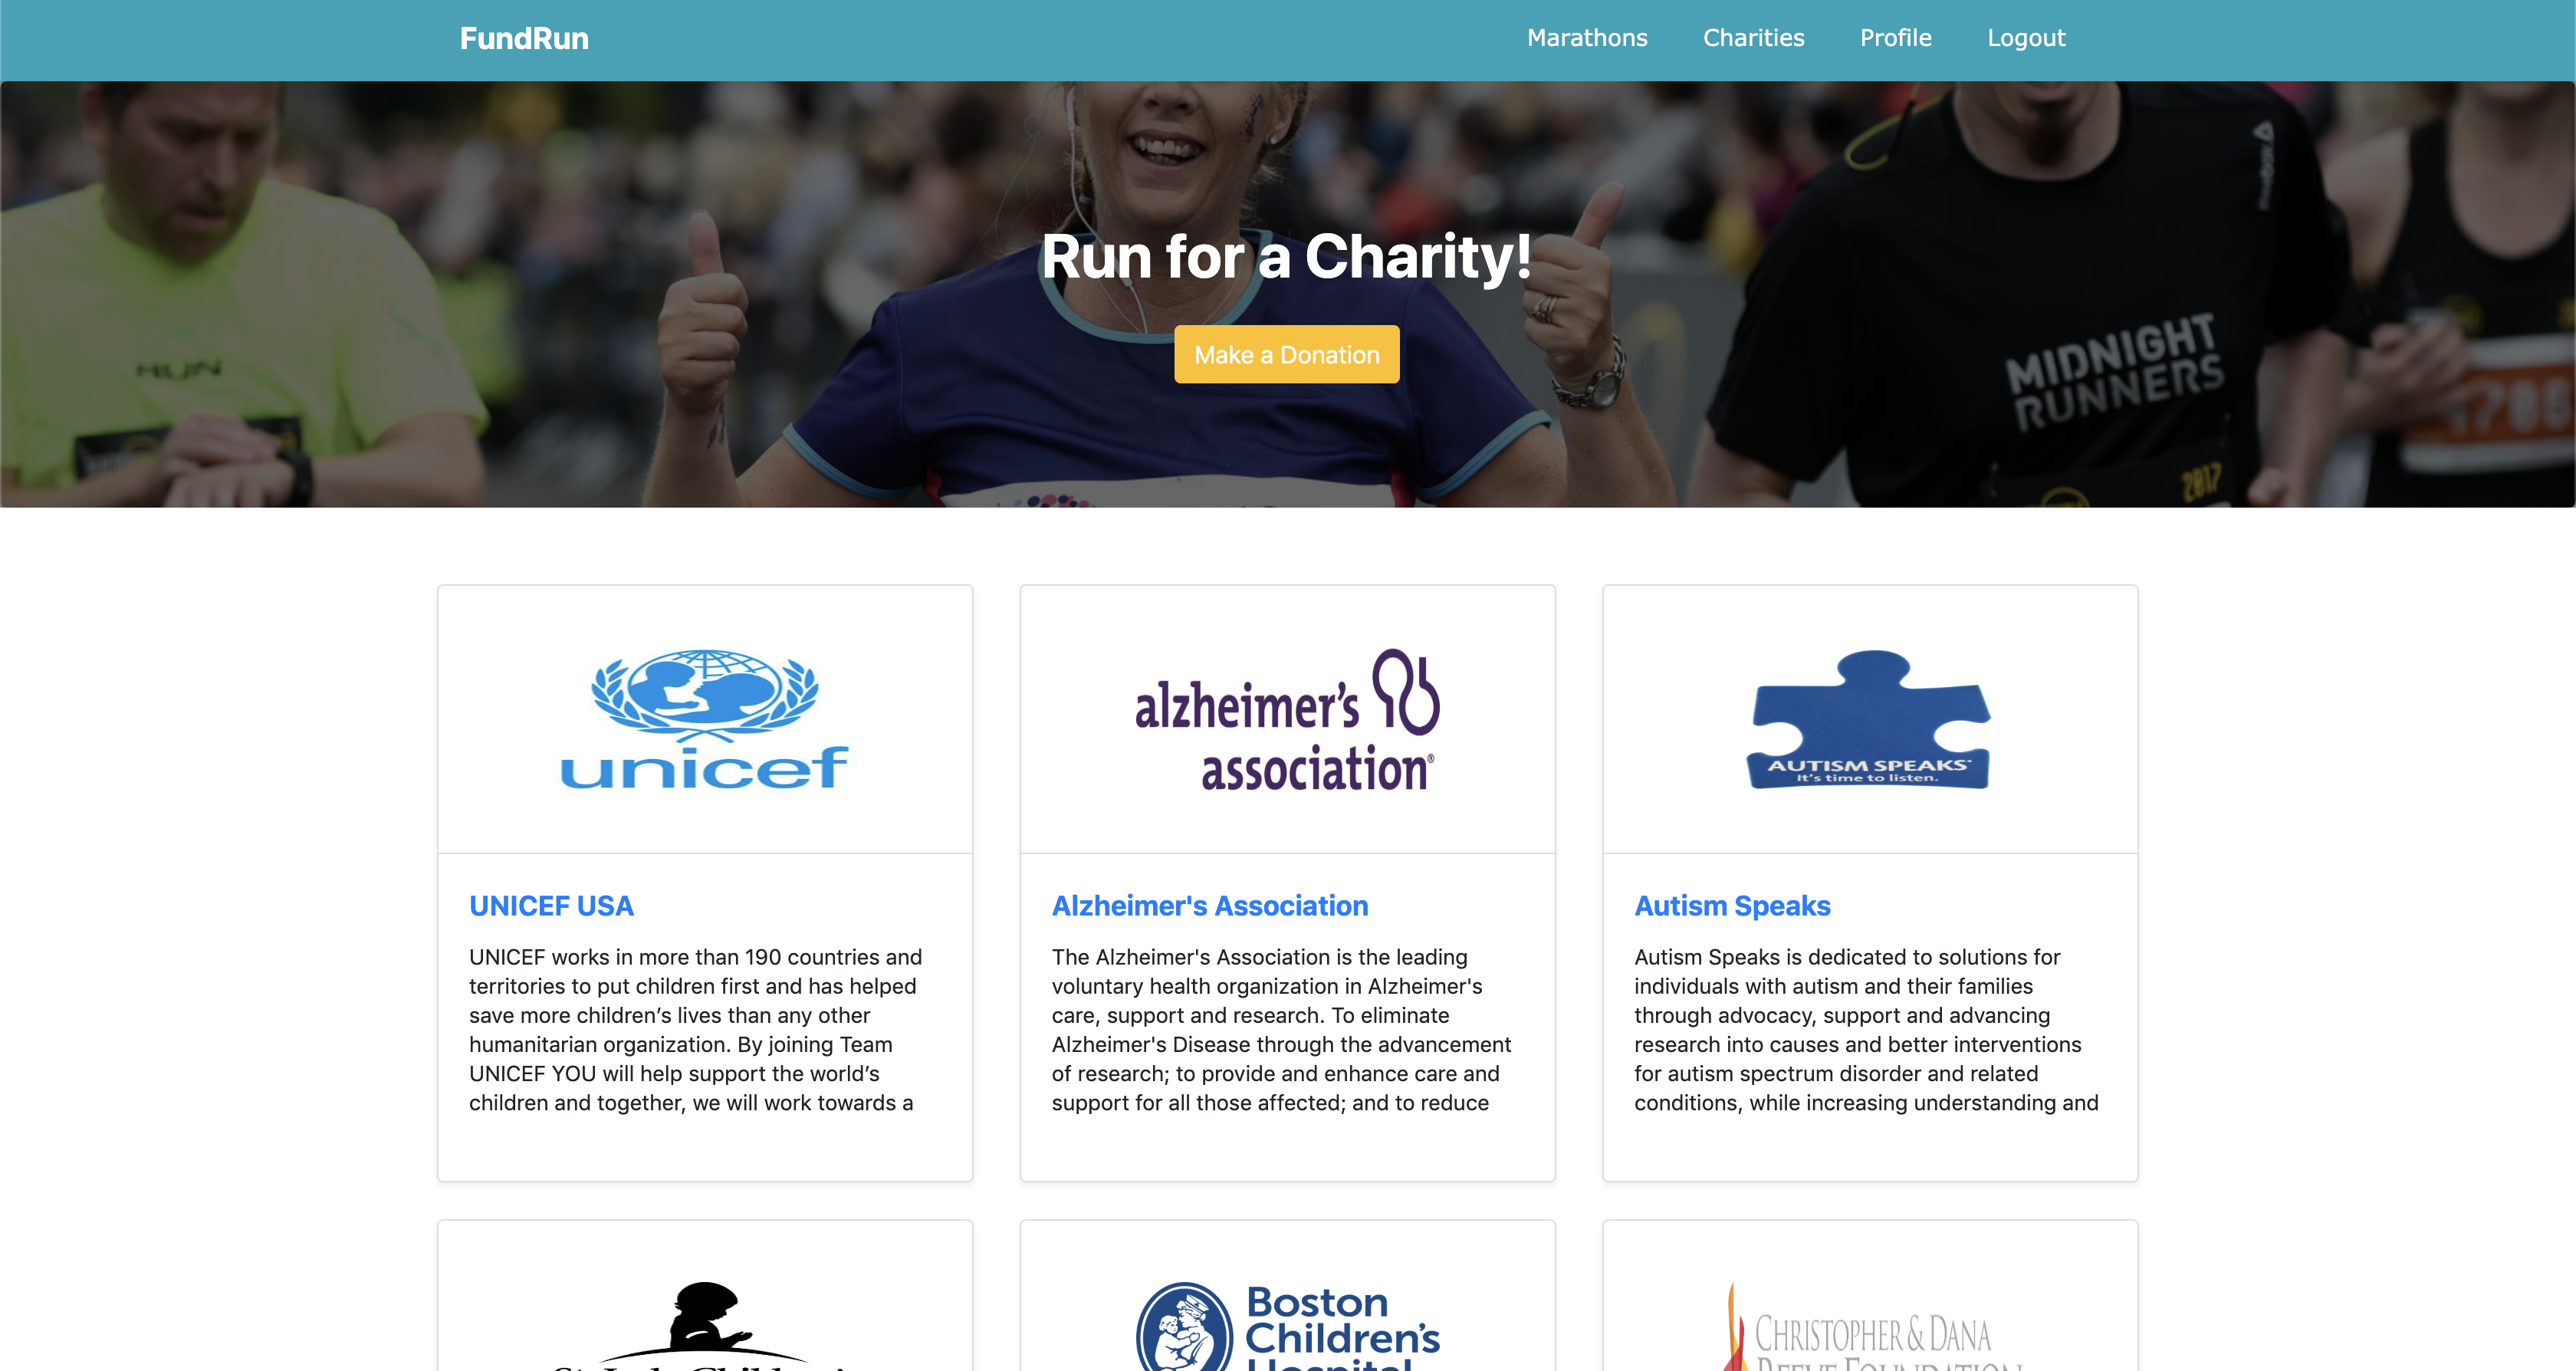 FundRun
Marathons
Charities
Profile
Logout
RUN
Run for a Charity!
Make a Donation
MIDNIGHT
RUNNERS
2017
unicef
alzheimer's
association®
AUTISM SPEAKS
It's time to listen.
UNICEF USA
UNICEF works in more than 190 countries and
territories to put children first and has helped
save more children’s lives than any other
humanitarian organization. By joining Team
UNICEF YOU will help support the world’s
children and together, we will work towards a
Alzheimer's Association
The Alzheimer's Association is the leading
voluntary health organization in Alzheimer's
care, support and research. To eliminate
Alzheimer's Disease through the advancement
of research; to provide and enhance care and
support for all those affected; and to reduce
Autism Speaks
Autism Speaks is dedicated to solutions for
individuals with autism and their families
through advocacy, support and advancing
research into causes and better interventions
for autism spectrum disorder and related
conditions, while increasing understanding and
Boston
Children's
Hospital
CHRISTOPHER & DANA
REEVE FOUNDATION